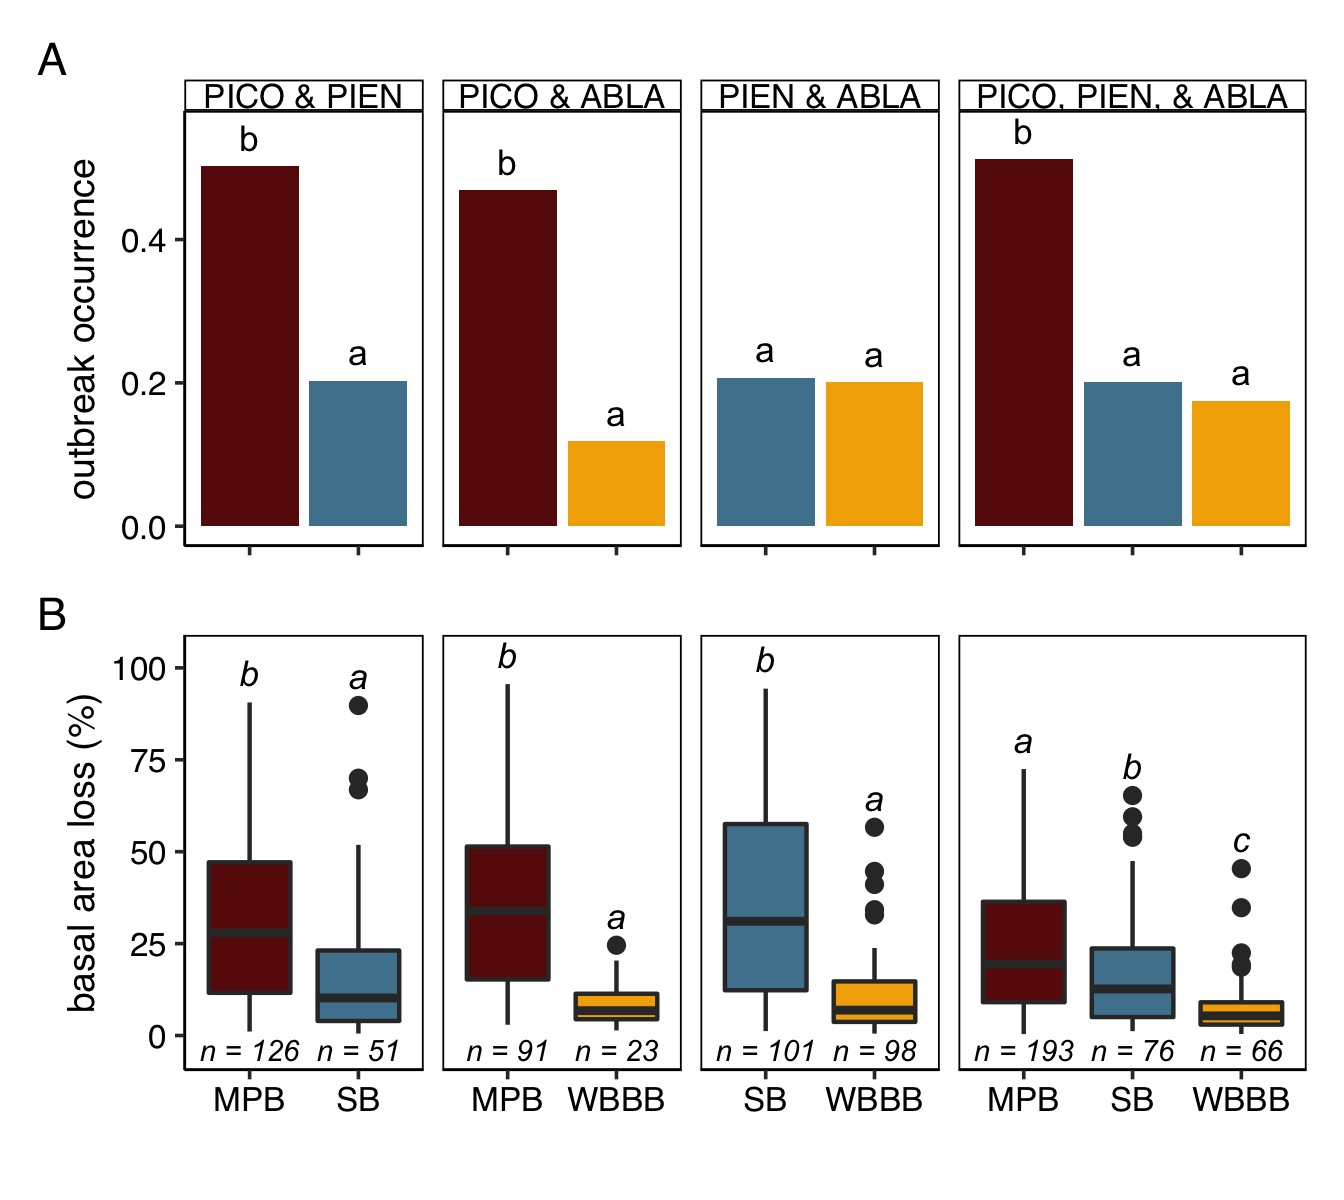 A
PICO & PIEN PICO & ABLA PIEN & ABLA PICO, PIEN, & ABLA
b a b a a a b a a
outbreak occurrence
0.4
0.2
0.0
B
b a b a b a a b c
basal area loss (%)
100
75
50
25
0
n = 126 n = 51 n = 91 n = 23 n = 101 n = 98 n = 193 n = 76 n = 66
MPB SB MPB WBBB SB WBBB MPB SB WBBB